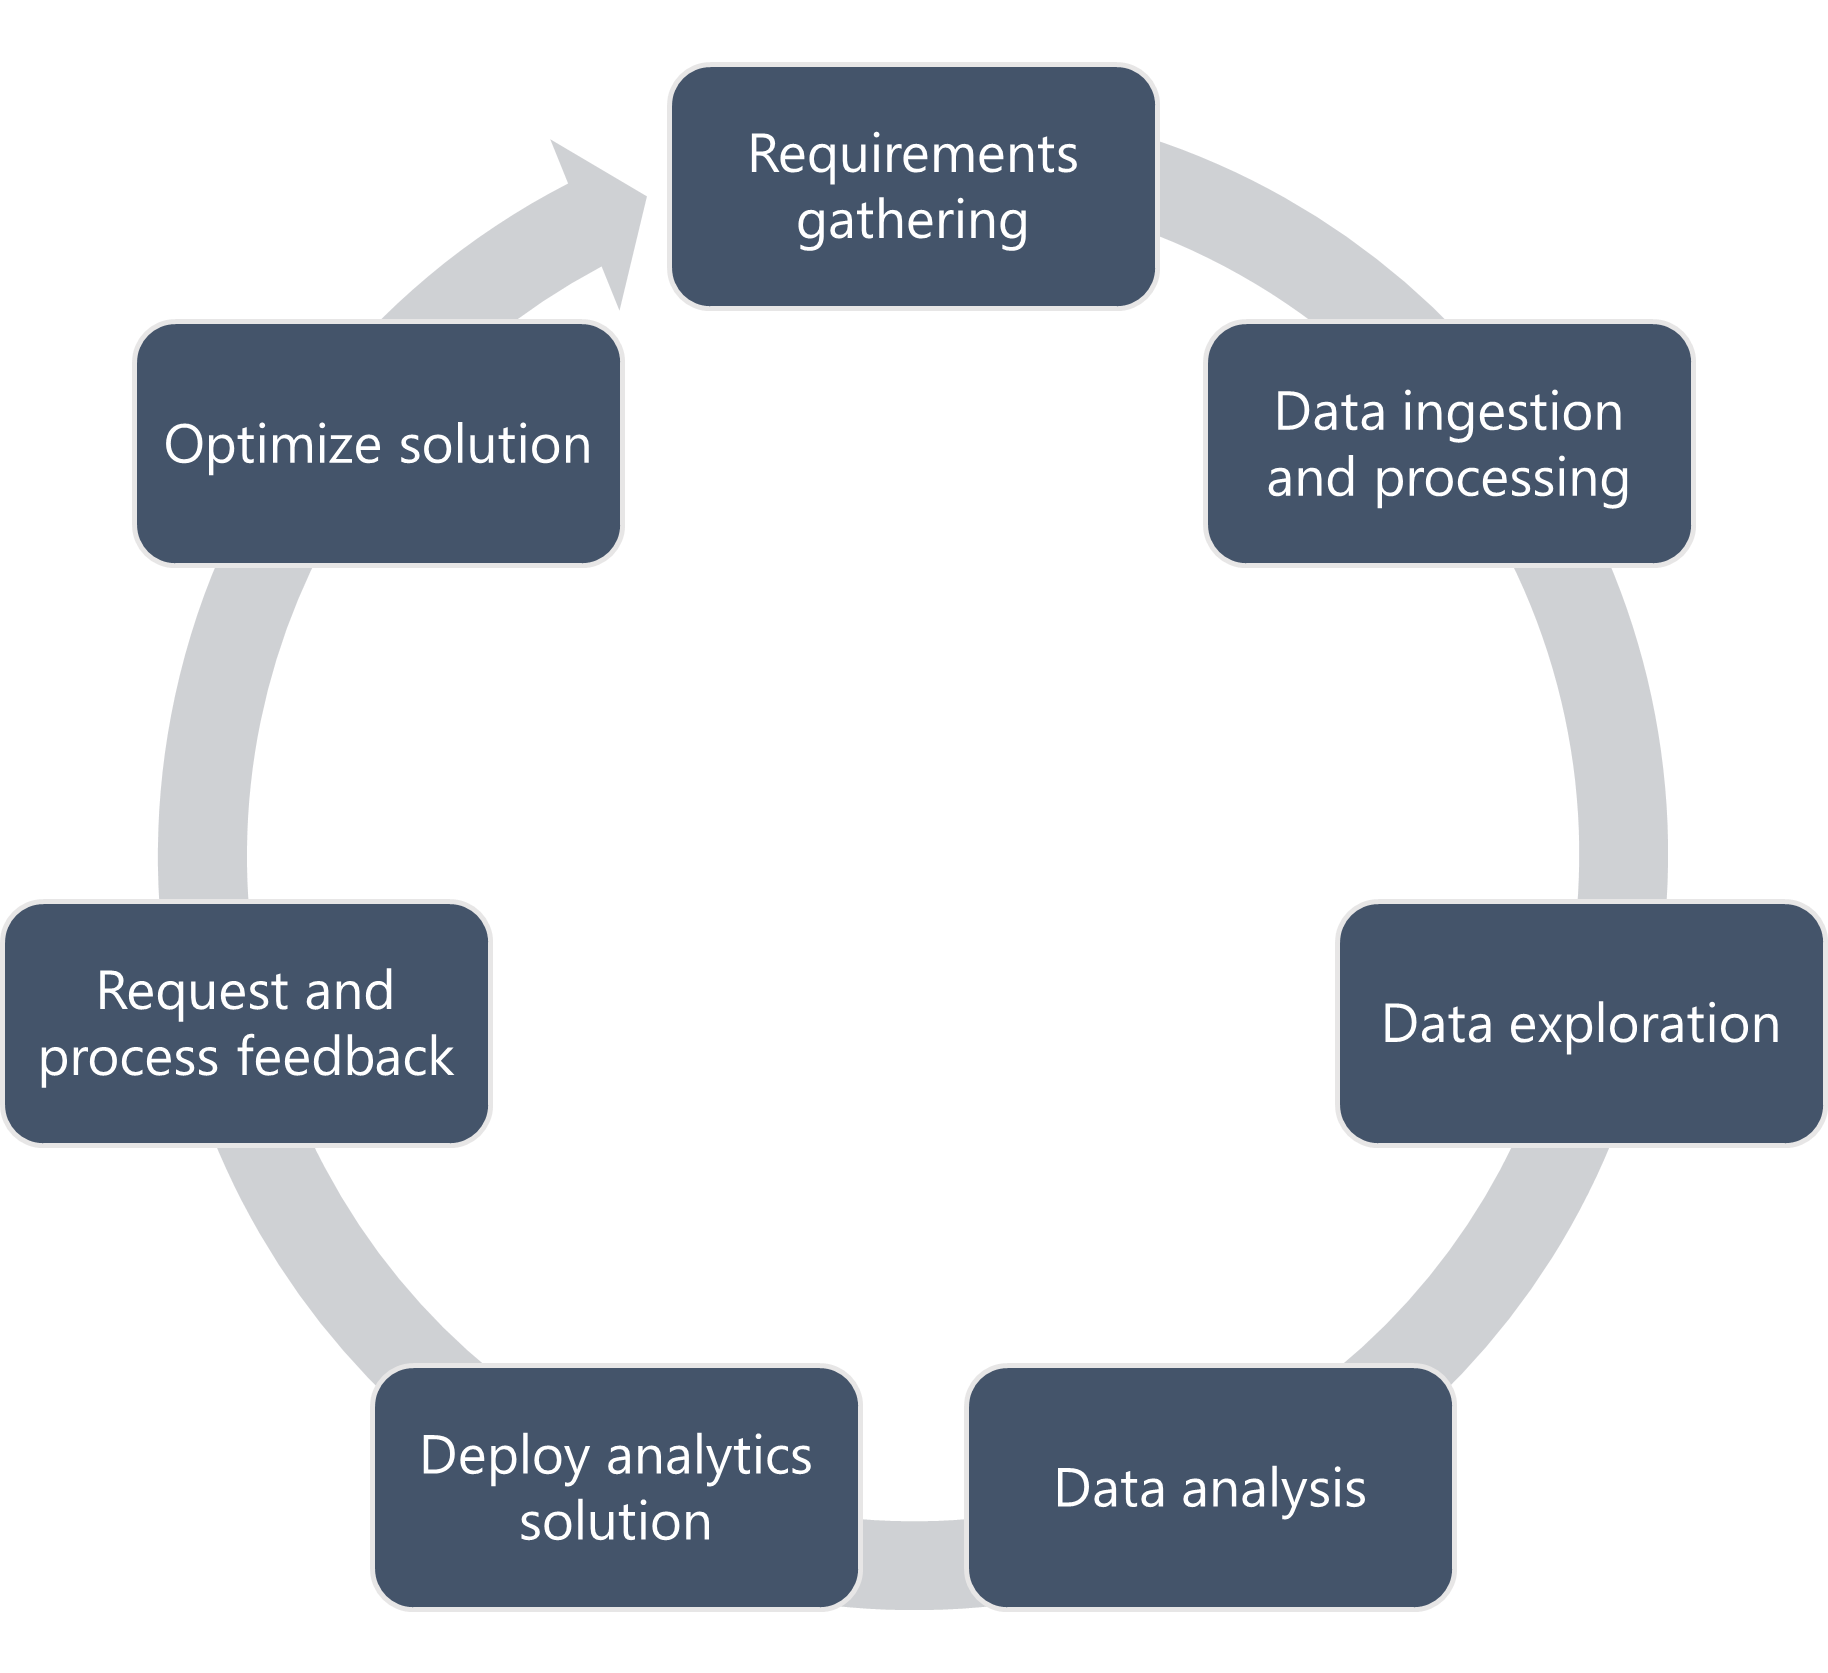 Requirements
gathering
Data ingestion
and processing
Data exploration
Data analysis
Deploy analytics
solution
Request and
process feedback
Optimize solution